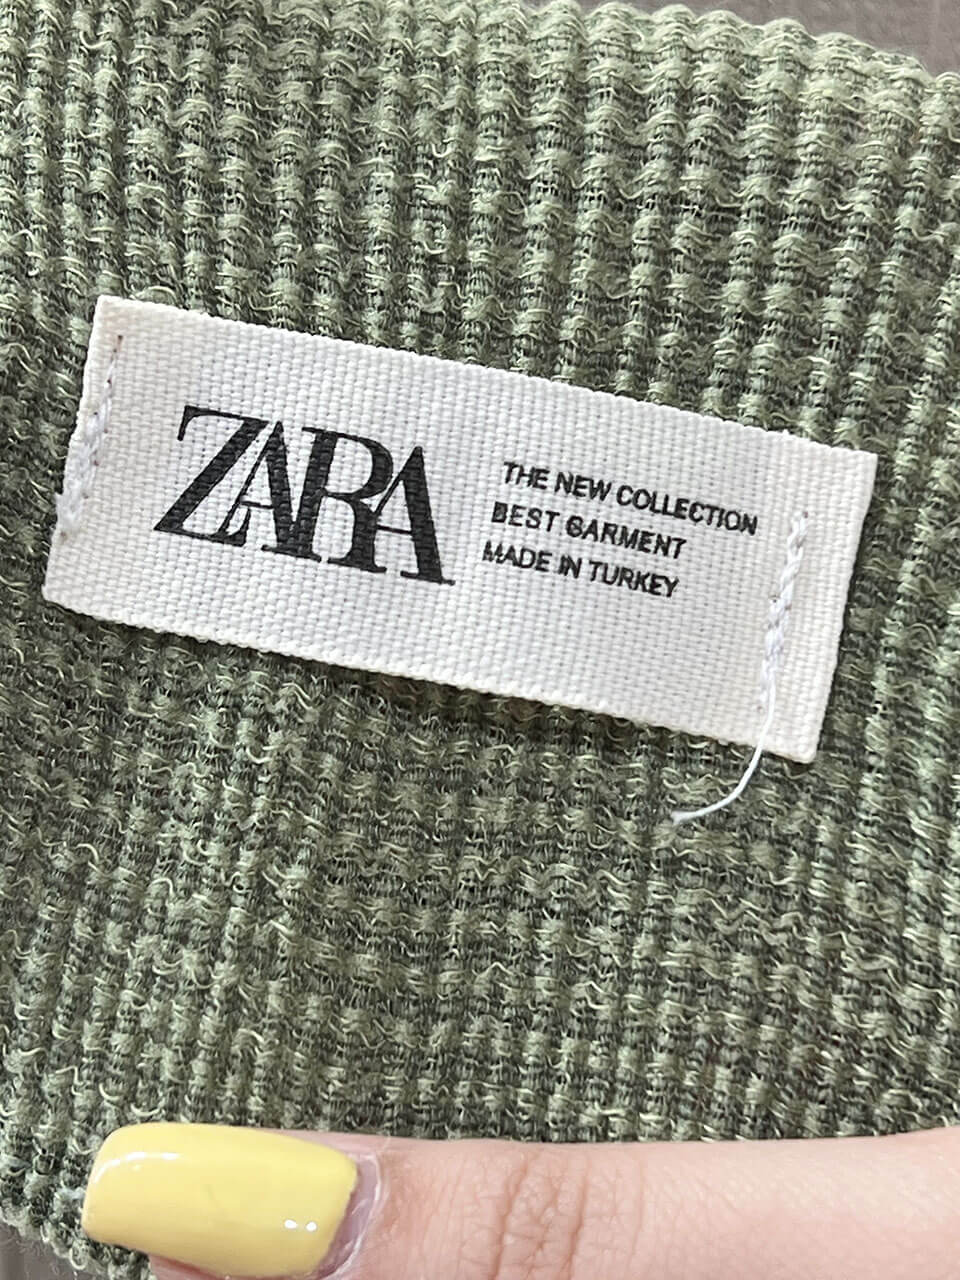 ZARA
THE NEW COLLECTION
BEST GARMENT
MADE IN TURKEY